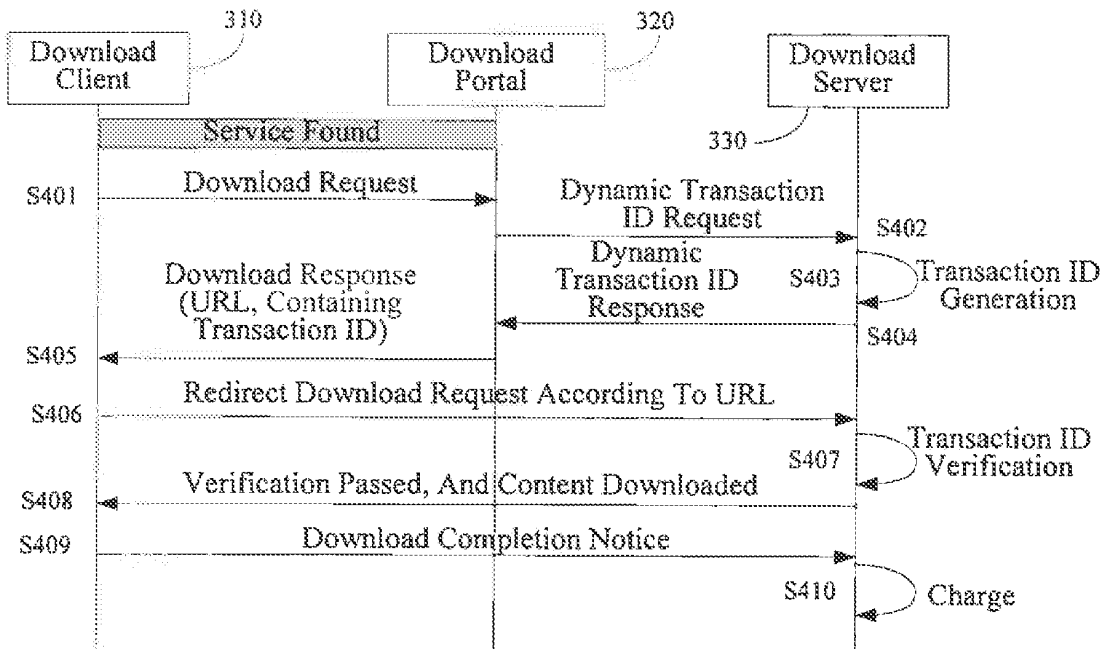 310
320
Download
Client
Download
Portal
Download
Server
330
Service Found
S401
Download Request
Dynamic Transaction
ID Request
S402
Download Response
(URL, Containing
Transaction ID)
Dynamic
Transaction ID
Response
S403
Transaction ID
Generation
S404
S405
Redirect Download Request According To URL
S406
S407
Transaction ID
Verification
Verification Passed, And Content Downloaded
S408
S409
Download Completion Notice
S410
Charge